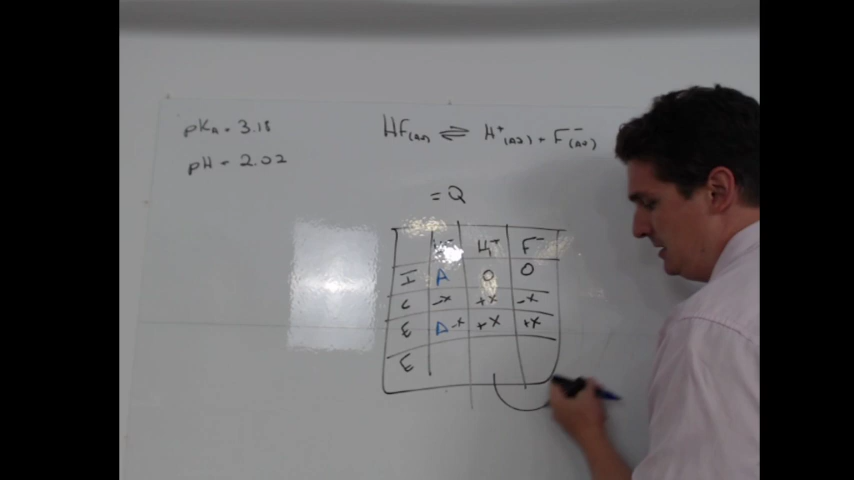 pKa = 3.18
HF(aq) ⇌ H+(aq) + F-(aq)
pH = 2.02
= Q
H+ F-
I A 0 0
C -x +x -x
E A-x +x +x
E